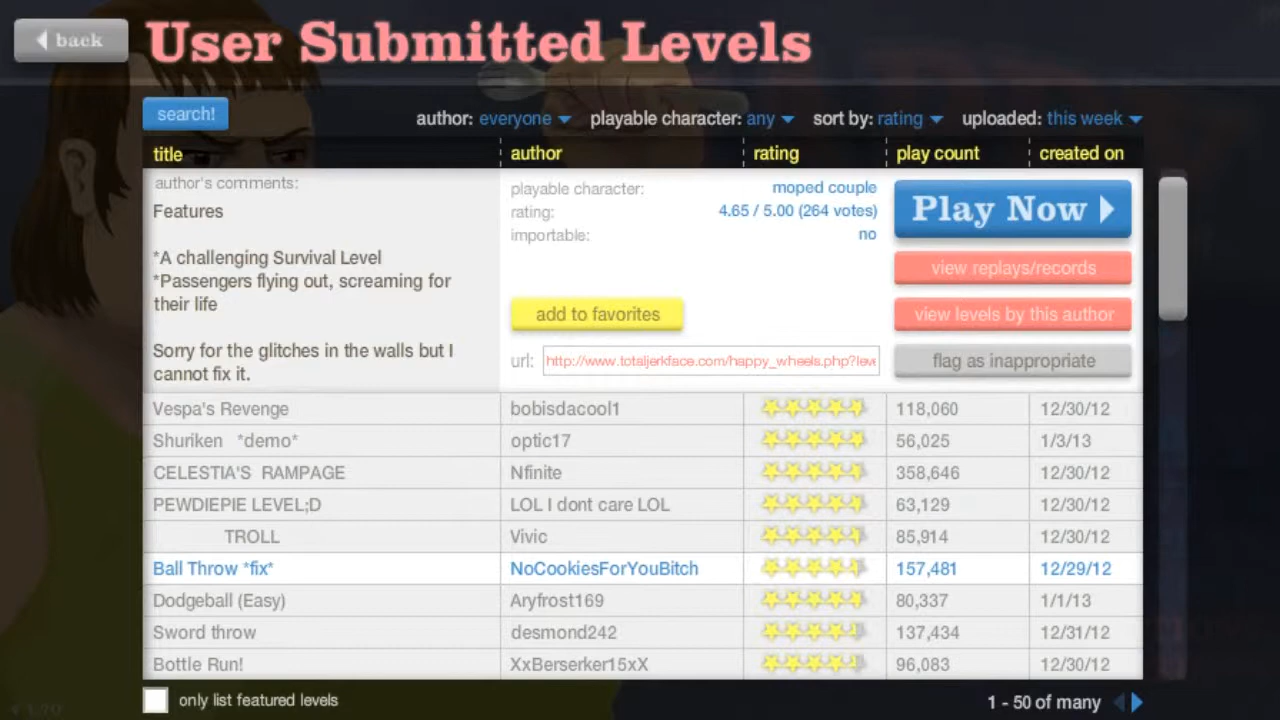 back
User Submitted Levels
search!
author: everyone playable character: any sort by: rating uploaded: this week
title author rating play count created on
author's comments:
Features
*A challenging Survival Level
*Passengers flying out, screaming for
their life
Sorry for the glitches in the walls but I
cannot fix it.
playable character: moped couple
rating: 4.65 / 5.00 (264 votes)
importable: no
add to favorites
url: http://www.totaljerkface.com/happy_wheels.php?leve
Play Now
view replays/records
view levels by this author
flag as inappropriate
Vespa's Revenge bobisdacool1 118,060 12/30/12
Shuriken *demo* optic17 56,025 1/3/13
CELESTIA'S RAMPAGE Nfinite 358,646 12/30/12
PEWDIEPIE LEVEL;D LOL I dont care LOL 63,129 12/30/12
TROLL Vivic 85,914 12/30/12
Ball Throw *fix* NoCookiesForYouBitch 157,481 12/29/12
Dodgeball (Easy) Aryfrost169 80,337 1/1/13
Sword throw desmond242 137,434 12/31/12
Bottle Run! XxBerserker15xX 96,083 12/30/12
only list featured levels
1 - 50 of many